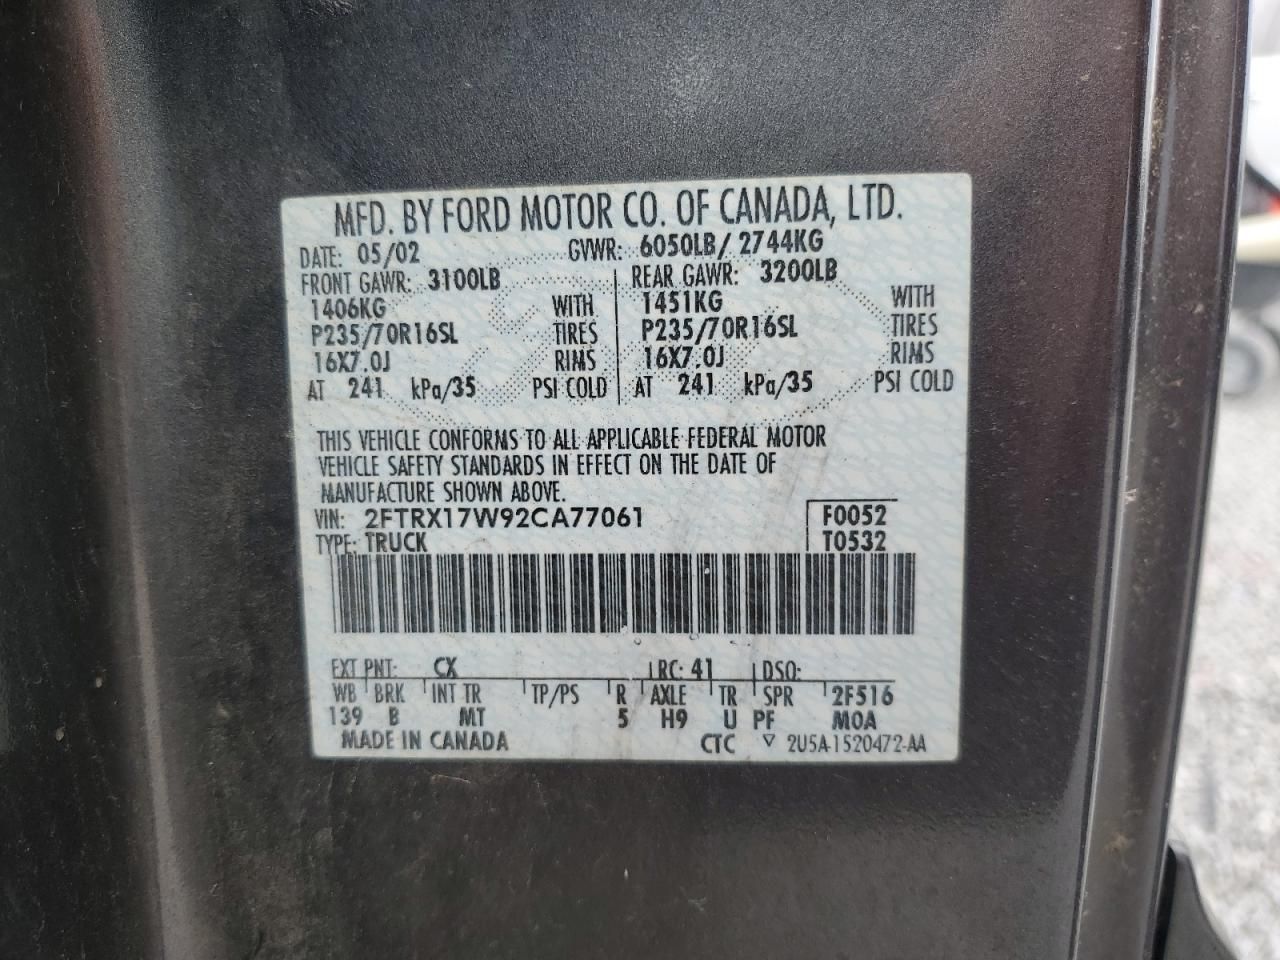 MFD. BY FORD MOTOR CO. OF CANADA, LTD.
DATE: 05/02 GVWR: 6050LB/ 2744KG
FRONT GAWR: 3100LB REAR GAWR: 3200LB
1406KG WITH 1451KG WITH
P235/70R16SL TIRES P235/70R16SL TIRES
16X7.0J RIMS 16X7.0J RIMS
AT 241 kPa/35 PSI COLD AT 241 kPa/35 PSI COLD
THIS VEHICLE CONFORMS TO ALL APPLICABLE FEDERAL MOTOR
VEHICLE SAFETY STANDARDS IN EFFECT ON THE DATE OF
MANUFACTURE SHOWN ABOVE.
VIN: 2FTRX17W92CA77061 F0052
TYPE: TRUCK T0532
EXT PNT: CX RC: 41 DSO:
WB BRK INT TR TP/PS R AXLE TR SPR 2F516
139 B MT 5 H9 U PF MOA
MADE IN CANADA CTC ▽ 2U5A-1520472-AA